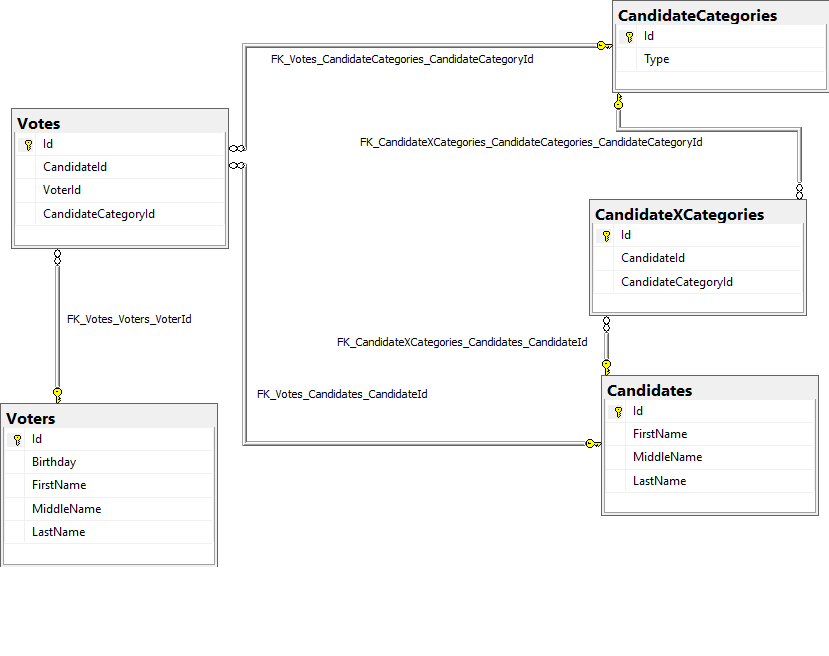 CandidateCategories
Id
Type
FK_Votes_CandidateCategories_CandidateCategoryId
Votes
Id
CandidateId
VoterId
CandidateCategoryId
FK_CandidateXCategories_CandidateCategories_CandidateCategoryId
CandidateXCategories
Id
CandidateId
CandidateCategoryId
FK_Votes_Voters_VoterId
FK_CandidateXCategories_Candidates_CandidateId
FK_Votes_Candidates_CandidateId
Candidates
Id
FirstName
MiddleName
LastName
Voters
Id
Birthday
FirstName
MiddleName
LastName